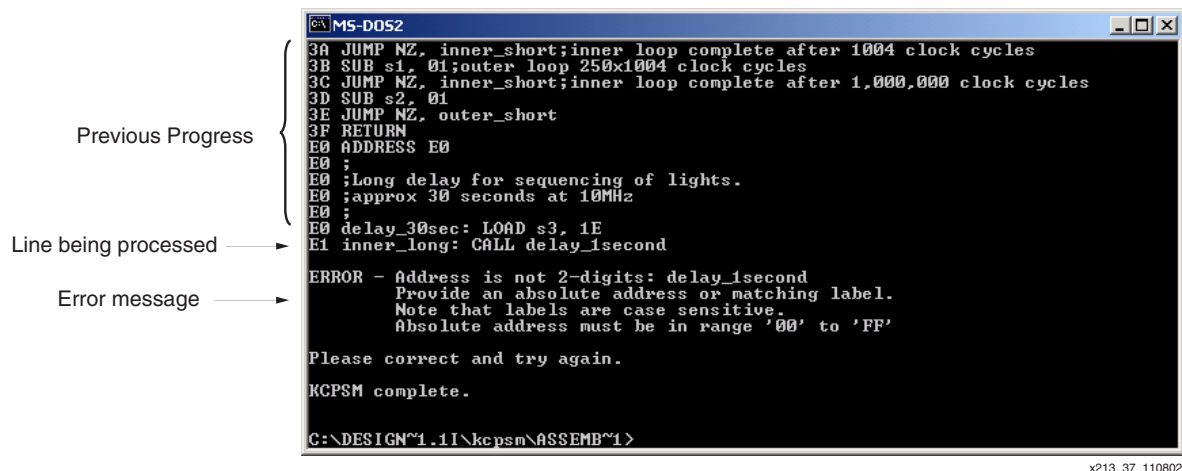 MS-DOS2
3A JUMP NZ, inner_short;inner loop complete after 1004 clock cycles
3B SUB s1, 01;outer loop 250x1004 clock cycles
3C JUMP NZ, inner_short;inner loop complete after 1,000,000 clock cycles
3D SUB s2, 01
3E JUMP NZ, outer_short
3F RETURN
E0 ADDRESS E0
E0 ;
E0 ;Long delay for sequencing of lights.
E0 ;approx 30 seconds at 10MHz
E0 ;
E0 delay_30sec: LOAD s3, 1E
E1 inner_long: CALL delay_1second
ERROR - Address is not 2-digits: delay_1second
Provide an absolute address or matching label.
Note that labels are case sensitive.
Absolute address must be in range '00' to 'FF'
Please correct and try again.
KCPSM complete.
C:\DESIGN~1.1I\kcpsm\ASSEMB~1>
Previous Progress
Line being processed
Error message
x213_37_110802